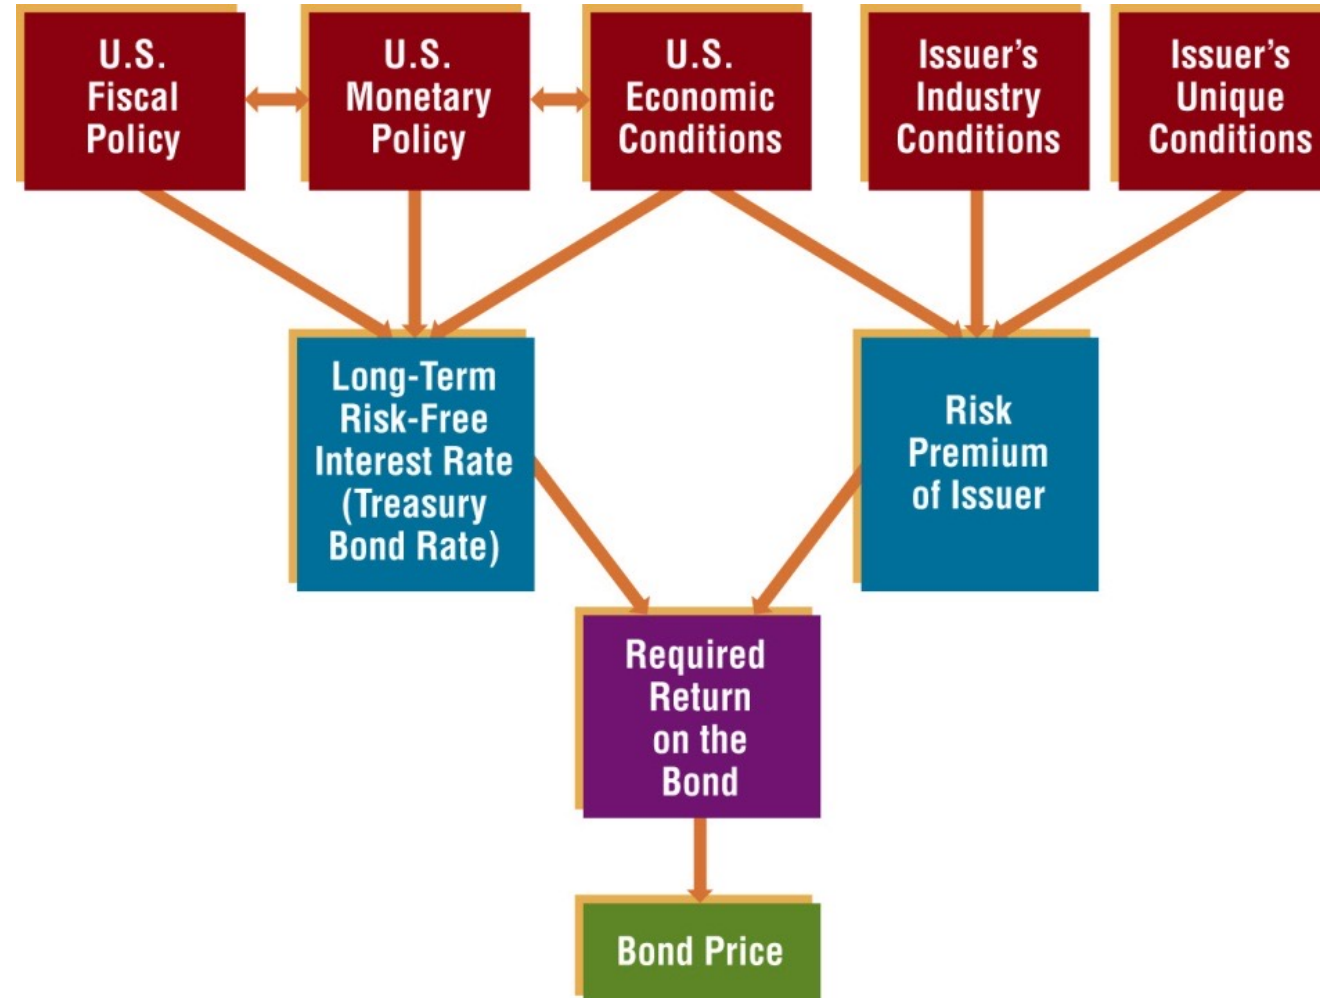 U.S.
Fiscal
Policy
U.S.
Monetary
Policy
U.S.
Economic
Conditions
Issuer's
Industry
Conditions
Issuer's
Unique
Conditions
Long-Term
Risk-Free
Interest Rate
(Treasury
Bond Rate)
Risk
Premium
of Issuer
Required
Return
on the
Bond
Bond Price